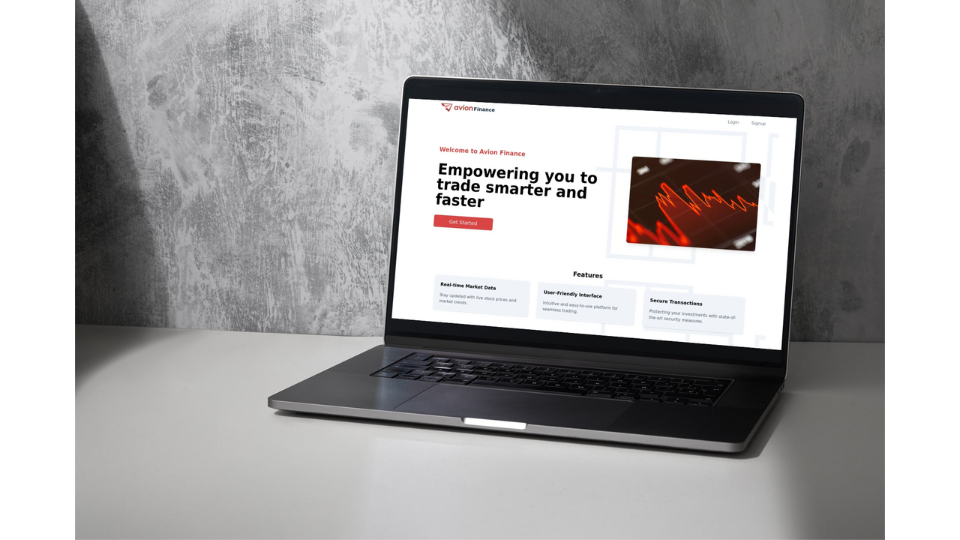 avion Finance
Login Signup
Welcome to Avion Finance
Empowering you to
trade smarter and
faster
Get Started
Features
Real-time Market Data
Stay updated with live stock prices and
market trends.
User-Friendly Interface
Intuitive and easy-to-use platform for
seamless trading.
Secure Transactions
Protecting your investments with state-of-
the-art security measures.